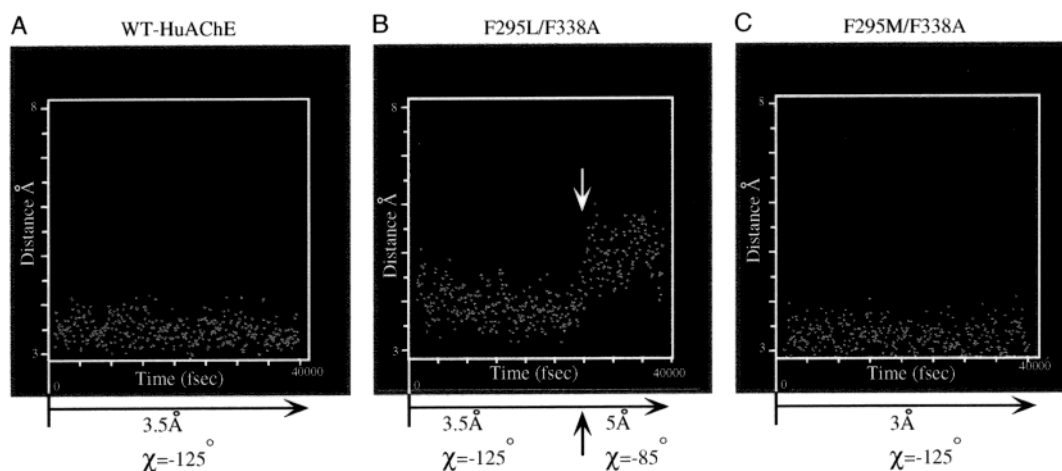 A
WT-HuAChE
8
Distance Å
3
0
Time (fsec)
40000
3.5Å
χ=-125°
B
F295L/F338A
8
Distance Å
3
0
Time (fsec)
40000
3.5Å
5Å
χ=-125°
χ=-85°
C
F295M/F338A
8
Distance Å
3
0
Time (fsec)
40000
3Å
χ=-125°